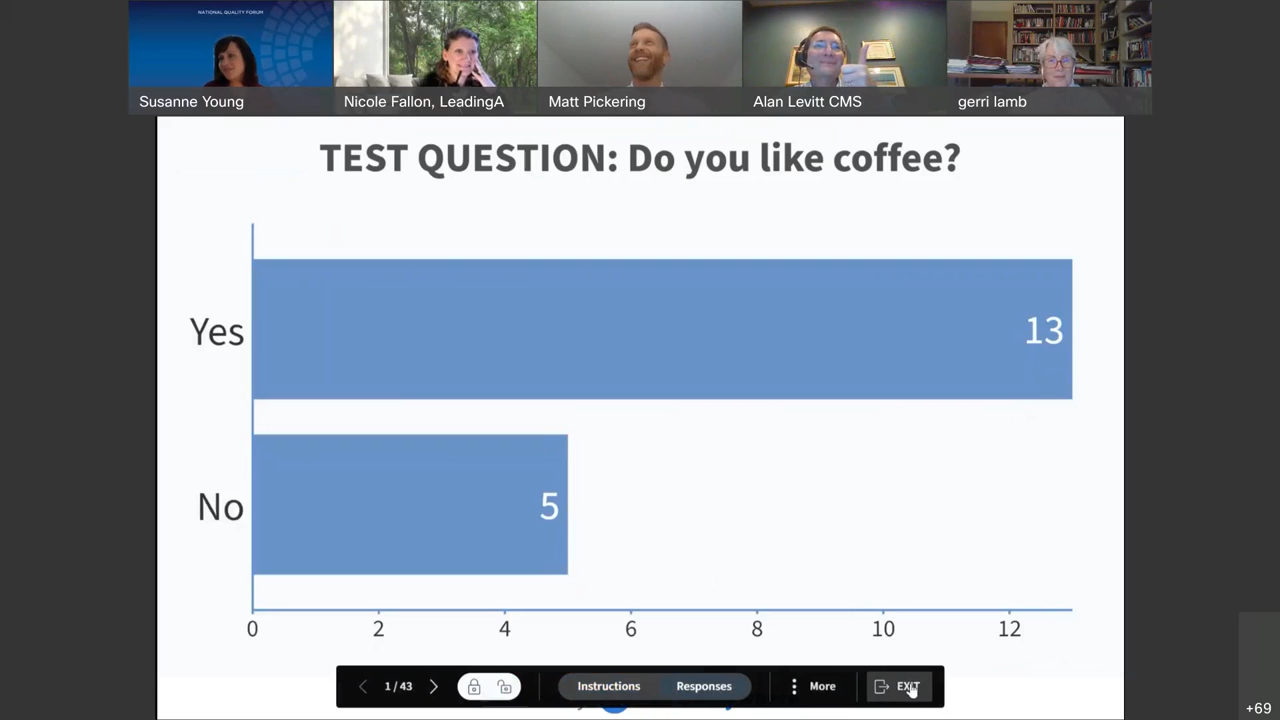 NATIONAL QUALITY FORUM
Susanne Young
Nicole Fallon, LeadingA
Matt Pickering
Alan Levitt CMS
gerri lamb
TEST QUESTION: Do you like coffee?
Yes
13
No
5
0 2 4 6 8 10 12
1 / 43
Instructions
Responses
More
EXIT
+69